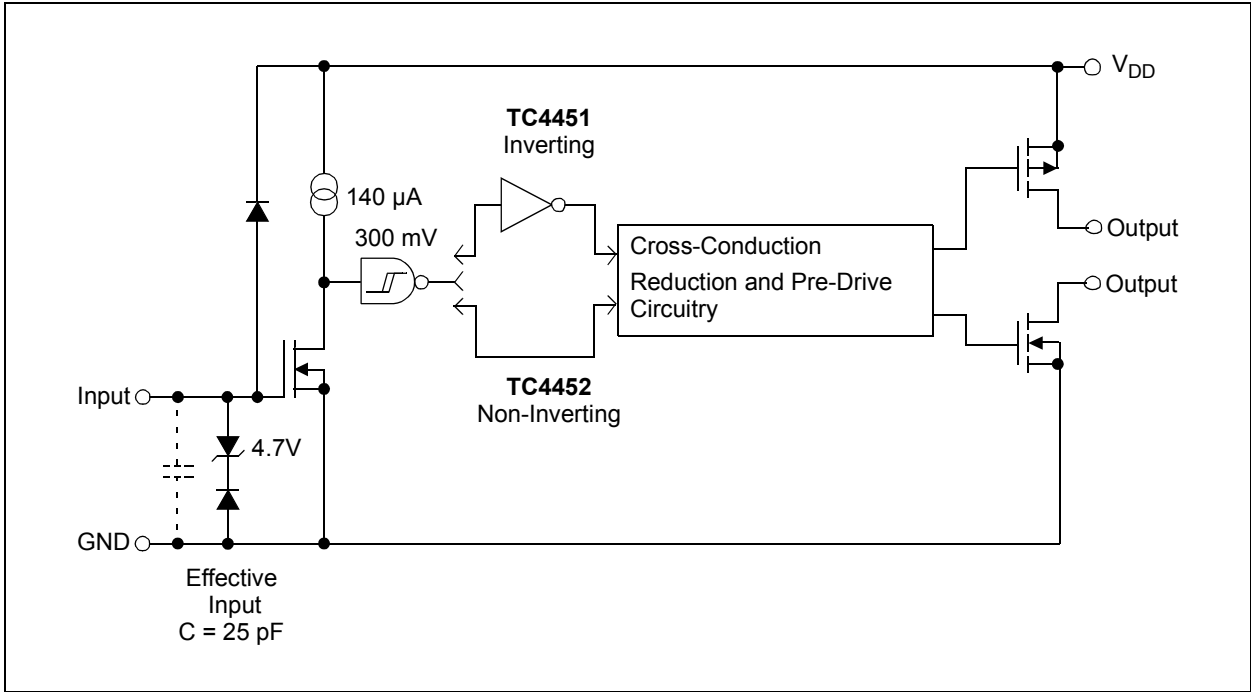 V_DD
TC4451
Inverting
140 µA
300 mV
Cross-Conduction
Reduction and Pre-Drive
Circuitry
Output
Output
TC4452
Non-Inverting
Input
4.7V
GND
Effective
Input
C = 25 pF